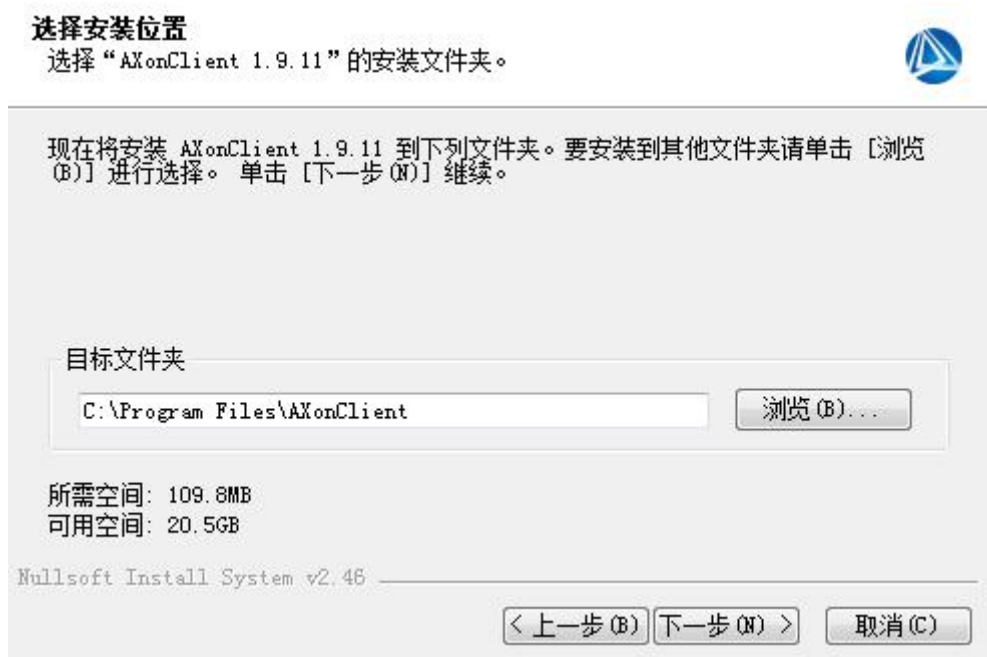 选择安装位置
选择“AXonClient 1.9.11”的安装文件夹。
现在将安装 AXonClient 1.9.11 到下列文件夹。要安装到其他文件夹请单击 [浏览
(B)] 进行选择。 单击 [下一步(N)] 继续。
目标文件夹
C:\Program Files\AXonClient
浏览(B)...
所需空间: 109.8MB
可用空间: 20.5GB
Nullsoft Install System v2.46
< 上一步(B) 下一步(N) > 取消(C)